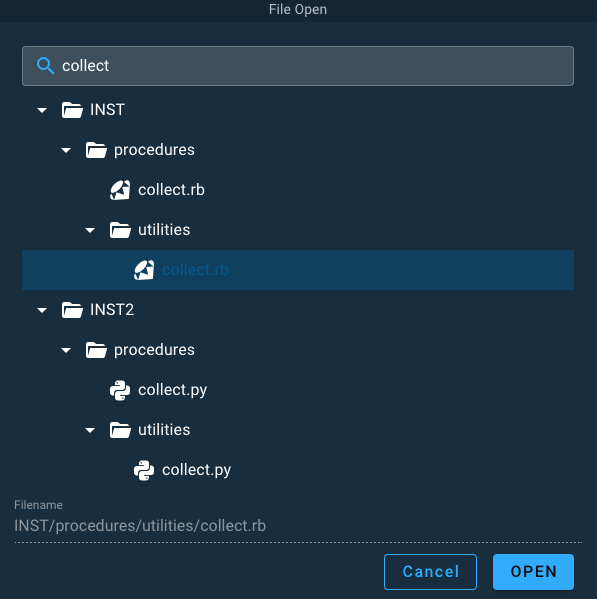 File Open
collect
INST
procedures
collect.rb
utilities
collect.rb
INST2
procedures
collect.py
utilities
collect.py
Filename
INST/procedures/utilities/collect.rb
Cancel OPEN